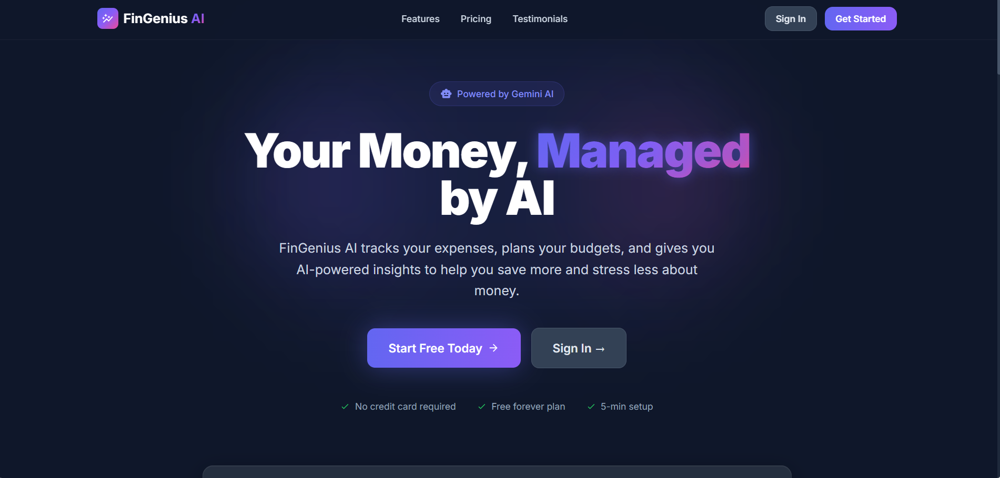 FinGenius AI
Features
Pricing
Testimonials
Sign In
Get Started
Powered by Gemini AI
Your Money, Managed
by AI
FinGenius AI tracks your expenses, plans your budgets, and gives you
AI-powered insights to help you save more and stress less about
money.
Start Free Today →
Sign In →
No credit card required
Free forever plan
5-min setup